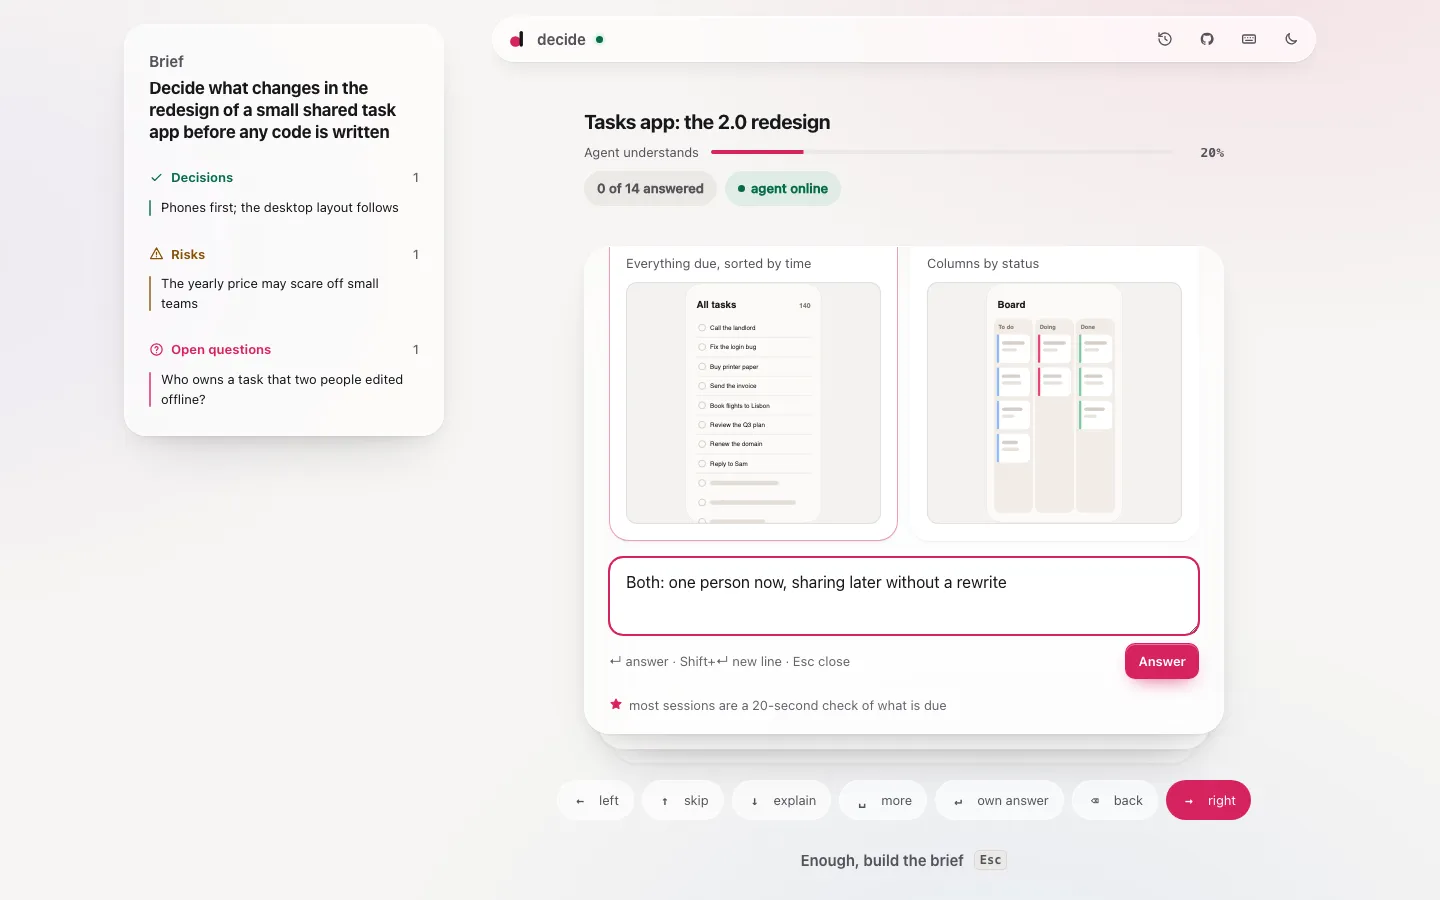 Brief
Decide what changes in the
redesign of a small shared task
app before any code is written
Decisions 1
Phones first; the desktop layout follows
Risks 1
The yearly price may scare off small
teams
Open questions 1
Who owns a task that two people edited
offline?
decide
Tasks app: the 2.0 redesign
Agent understands 20%
0 of 14 answered
agent online
Everything due, sorted by time
All tasks 140
Call the landlord
Fix the login bug
Buy printer paper
Send the invoice
Book flights to Lisbon
Review the Q3 plan
Renew the domain
Reply to Sam
Columns by status
Board
To do Doing Done
Both: one person now, sharing later without a rewrite
↵ answer · Shift+↵ new line · Esc close
Answer
most sessions are a 20-second check of what is due
← left
↑ skip
↓ explain
␣ more
↵ own answer
⌫ back
→ right
Enough, build the brief Esc